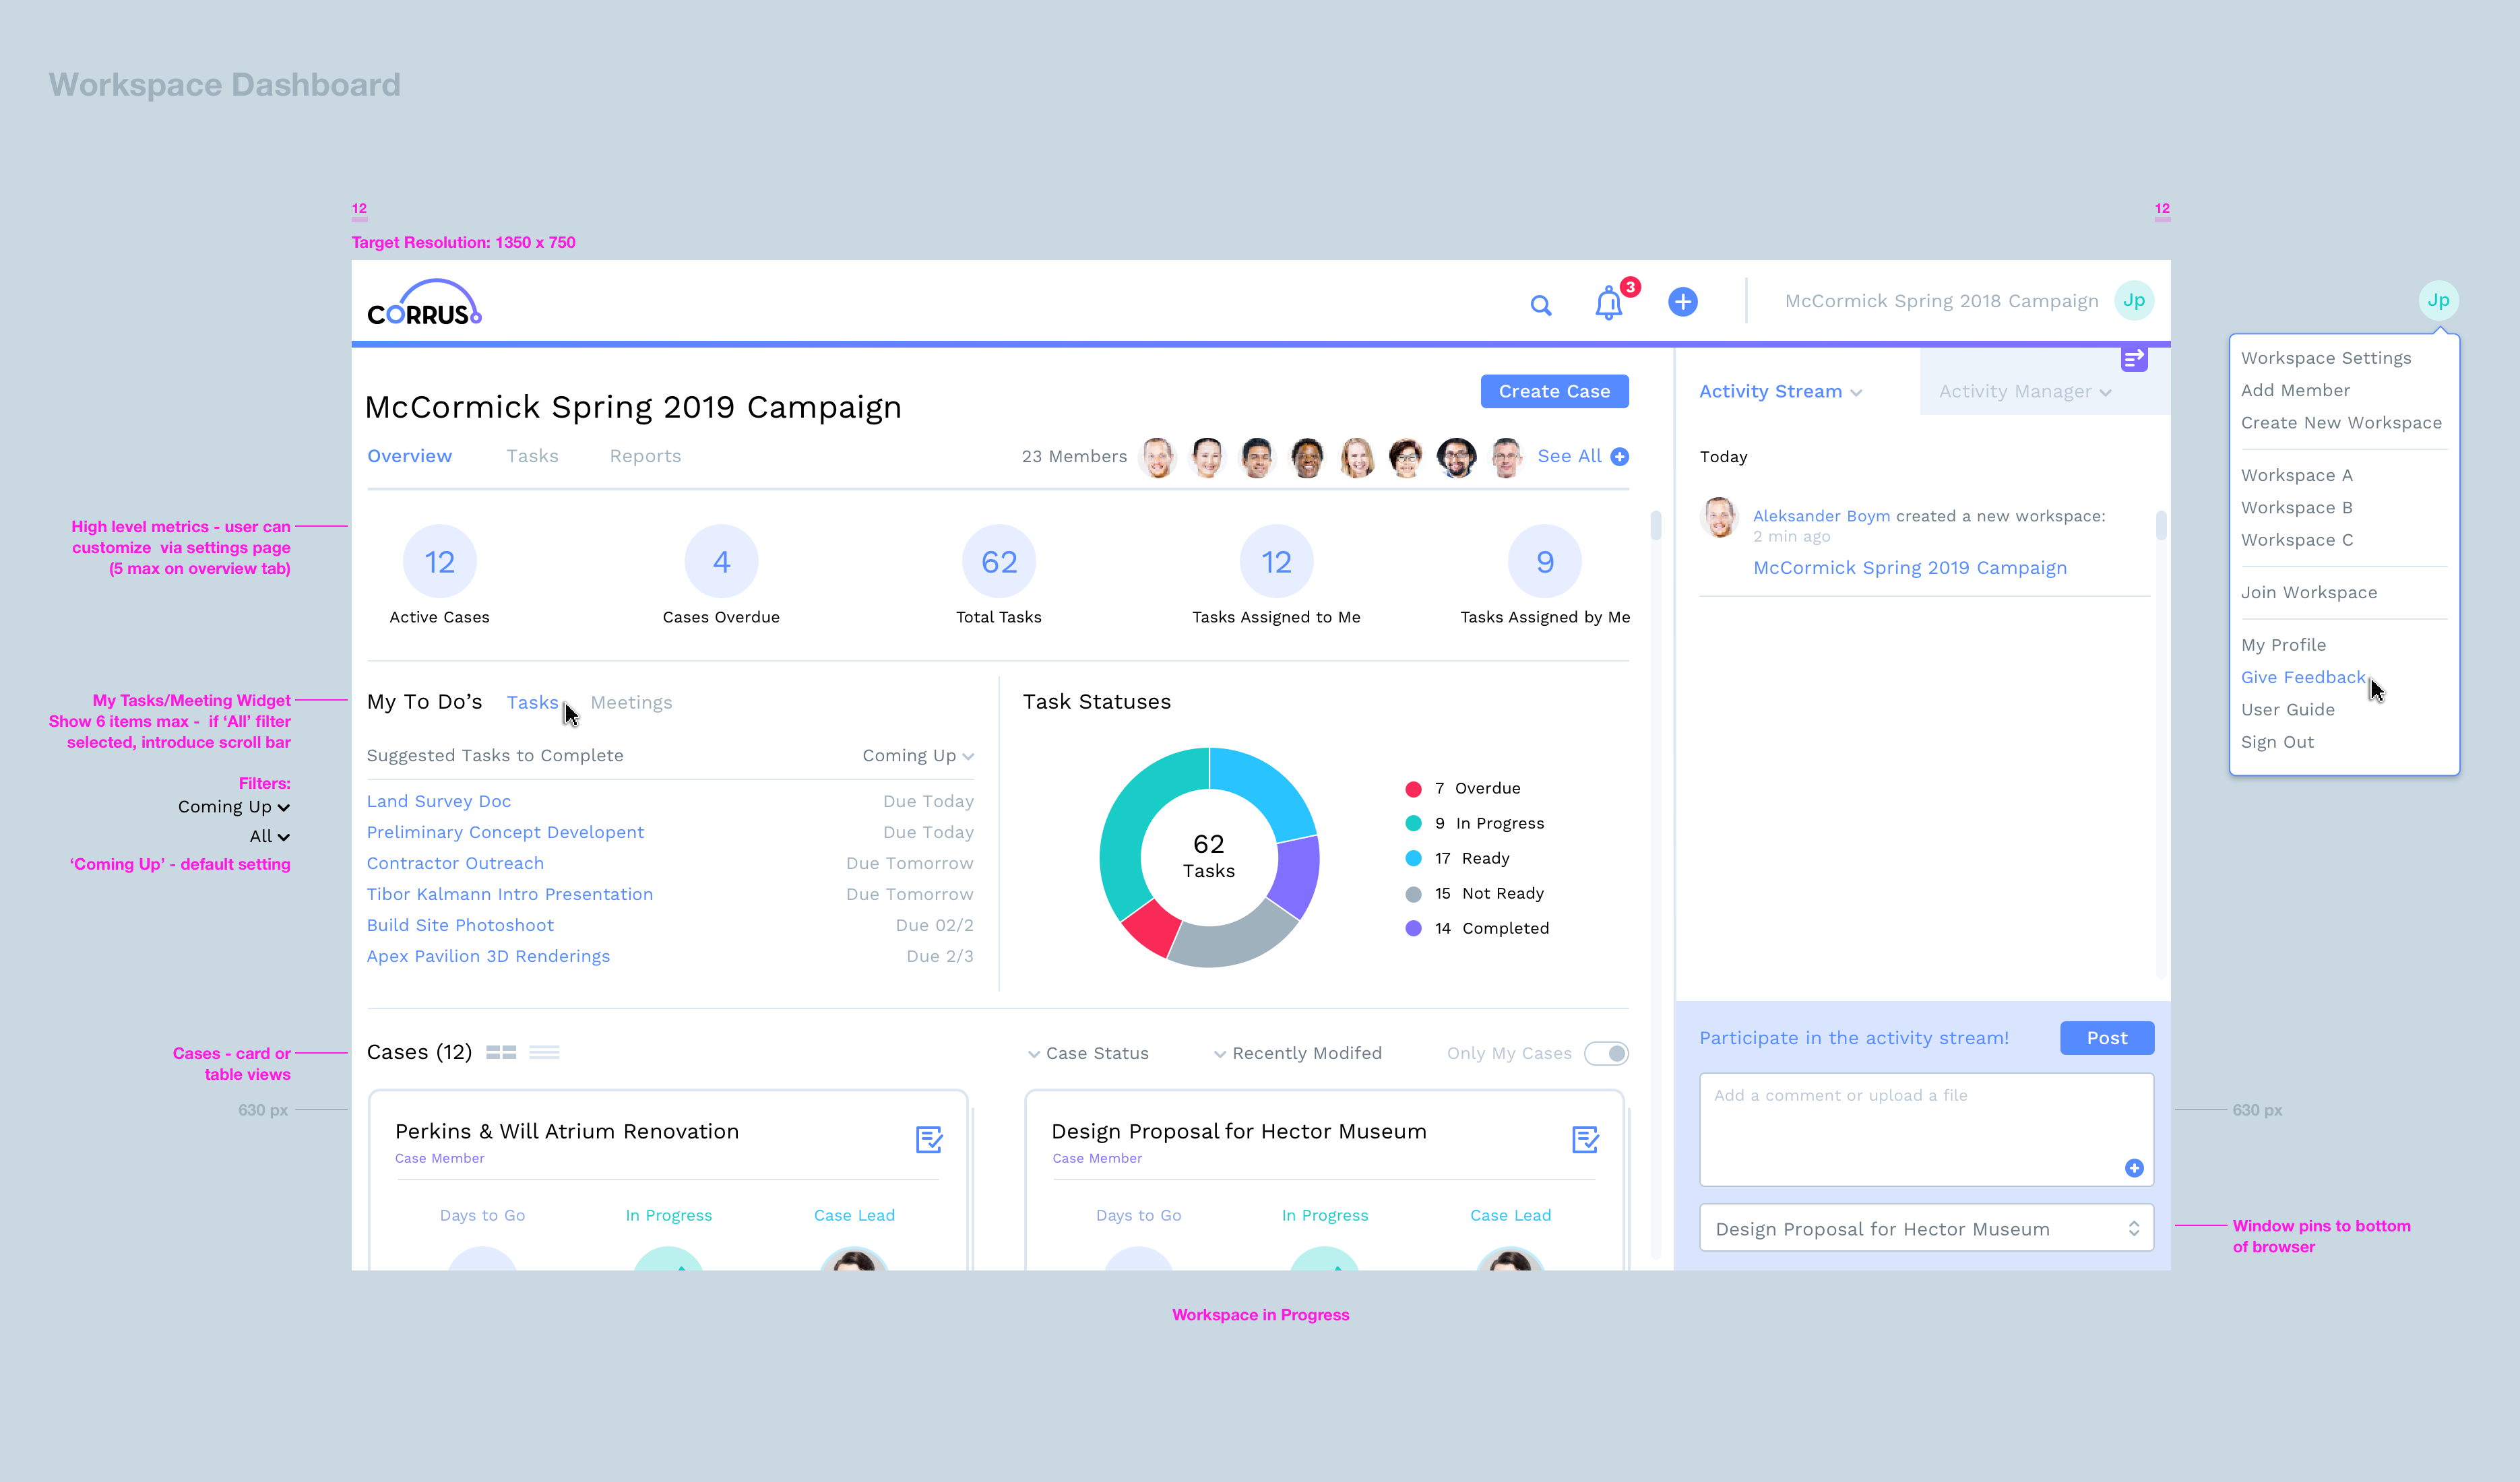 Workspace Dashboard
12
12
Target Resolution: 1350 x 750
CORRUS
3
McCormick Spring 2018 Campaign
Jp
Jp
McCormick Spring 2019 Campaign
Create Case
Overview
Tasks
Reports
23 Members
See All
High level metrics - user can
customize via settings page
(5 max on overview tab)
12
Active Cases
4
Cases Overdue
62
Total Tasks
12
Tasks Assigned to Me
9
Tasks Assigned by Me
My Tasks/Meeting Widget
Show 6 items max - if ‘All’ filter
selected, introduce scroll bar
Filters:
Coming Up
All
‘Coming Up’ - default setting
My To Do’s
Tasks
Meetings
Suggested Tasks to Complete
Coming Up
Land Survey Doc
Due Today
Preliminary Concept Developent
Due Today
Contractor Outreach
Due Tomorrow
Tibor Kalmann Intro Presentation
Due Tomorrow
Build Site Photoshoot
Due 02/2
Apex Pavilion 3D Renderings
Due 2/3
Task Statuses
62
Tasks
7 Overdue
9 In Progress
17 Ready
15 Not Ready
14 Completed
Cases - card or
table views
630 px
Cases (12)
Case Status
Recently Modifed
Only My Cases
Perkins & Will Atrium Renovation
Case Member
Days to Go
In Progress
Case Lead
Design Proposal for Hector Museum
Case Member
Days to Go
In Progress
Case Lead
Activity Stream
Activity Manager
Today
Aleksander Boym created a new workspace:
2 min ago
McCormick Spring 2019 Campaign
Participate in the activity stream!
Post
Add a comment or upload a file
Design Proposal for Hector Museum
Workspace Settings
Add Member
Create New Workspace
Workspace A
Workspace B
Workspace C
Join Workspace
My Profile
Give Feedback
User Guide
Sign Out
630 px
Window pins to bottom
of browser
Workspace in Progress